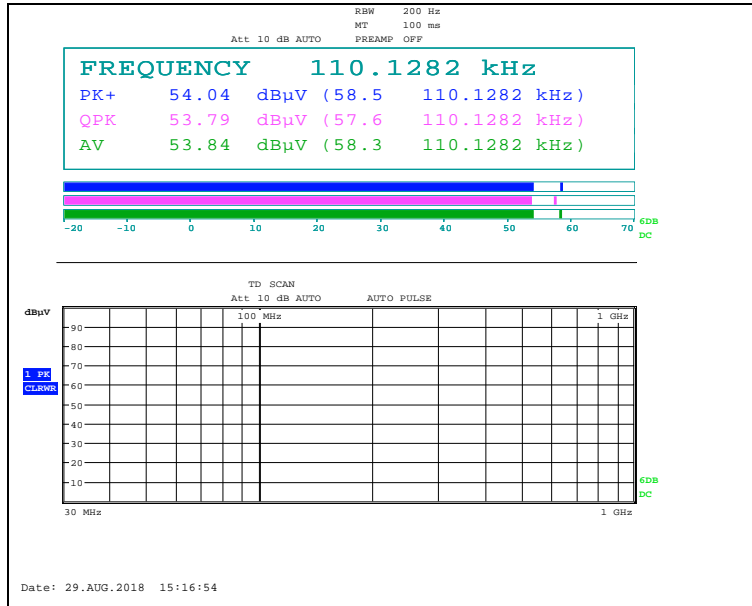 RBW 200 Hz
MT 100 ms
Att 10 dB AUTO PREAMP OFF
FREQUENCY 110.1282 kHz
PK+ 54.04 dBµV (58.5 110.1282 kHz)
QPK 53.79 dBµV (57.6 110.1282 kHz)
AV 53.84 dBµV (58.3 110.1282 kHz)
-20 -10 0 10 20 30 40 50 60 70
6DB
DC
TD SCAN
Att 10 dB AUTO AUTO PULSE
dBµV
100 MHz 1 GHz
90
80
70
1 PK
CLRWR
60
50
40
30
20
10
6DB
DC
30 MHz 1 GHz
Date: 29.AUG.2018 15:16:54